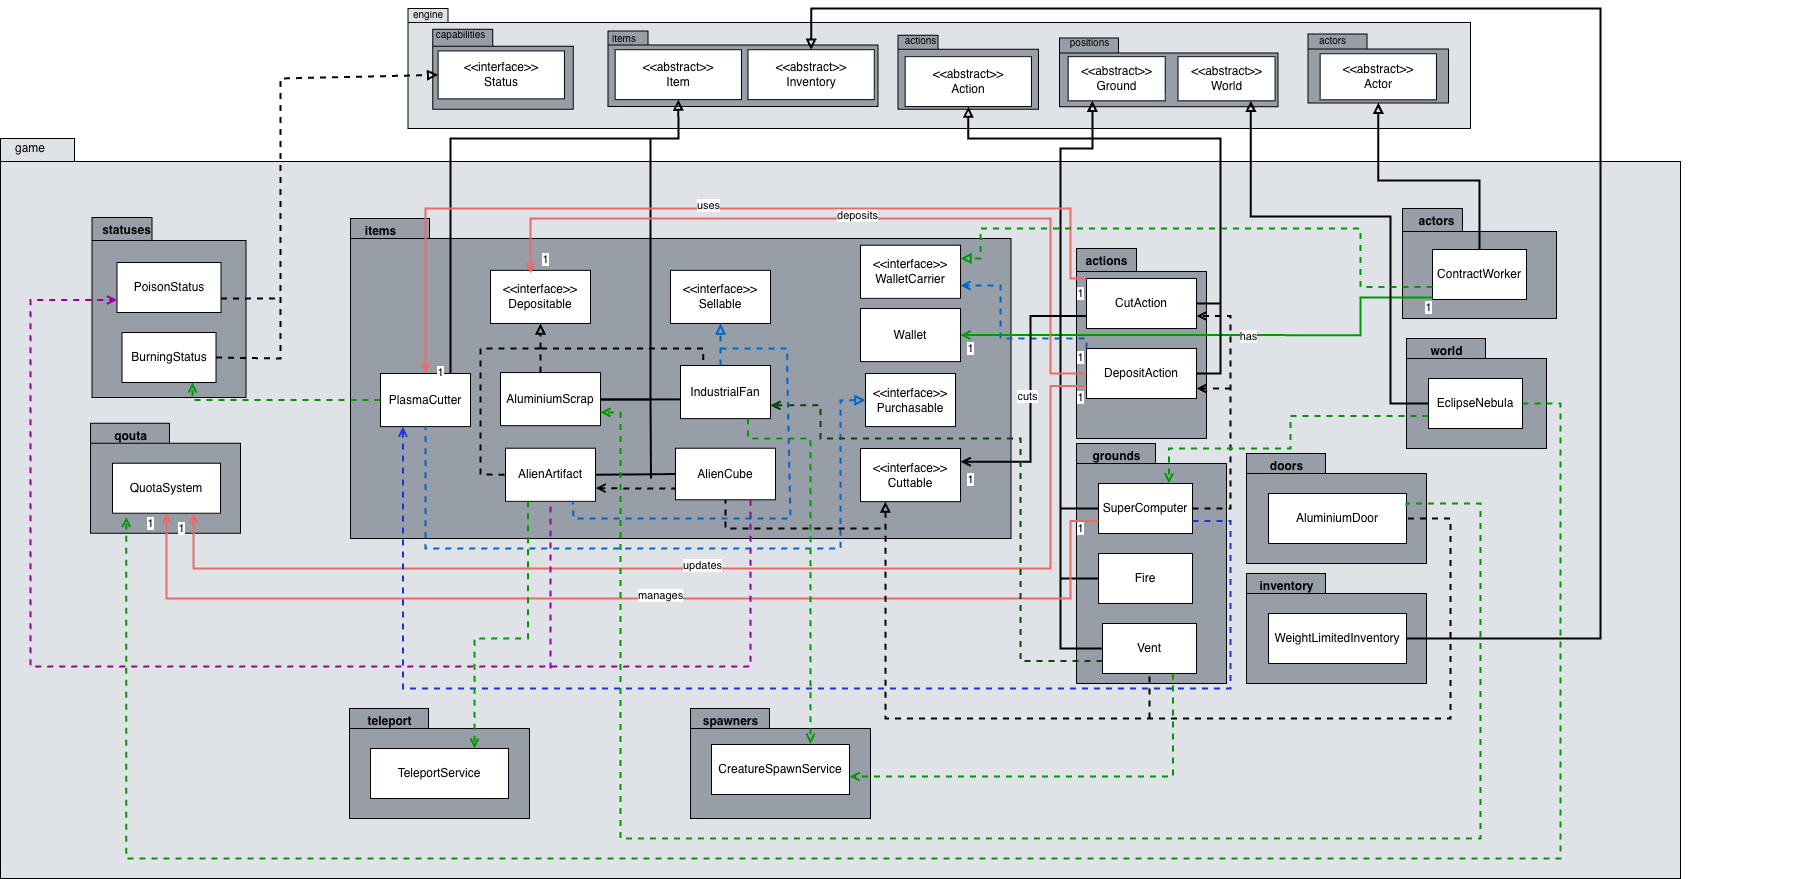 engine
capabilities
<<interface>>
Status
items
<<abstract>>
Item
<<abstract>>
Inventory
actions
<<abstract>>
Action
positions
<<abstract>>
Ground
<<abstract>>
World
actors
<<abstract>>
Actor
game
statuses
PoisonStatus
BurningStatus
qouta
QuotaSystem
1
1
items
uses
deposits
1
<<interface>>
Depositable
<<interface>>
Sellable
<<interface>>
WalletCarrier
Wallet
1
1
PlasmaCutter
AluminiumScrap
IndustrialFan
<<interface>>
Purchasable
AlienArtifact
AlienCube
<<interface>>
Cuttable
1
cuts
updates
manages
actions
1
CutAction
1
DepositAction
1
has
actors
ContractWorker
1
world
EclipseNebula
grounds
SuperComputer
1
Fire
Vent
doors
AluminiumDoor
inventory
WeightLimitedInventory
teleport
TeleportService
spawners
CreatureSpawnService